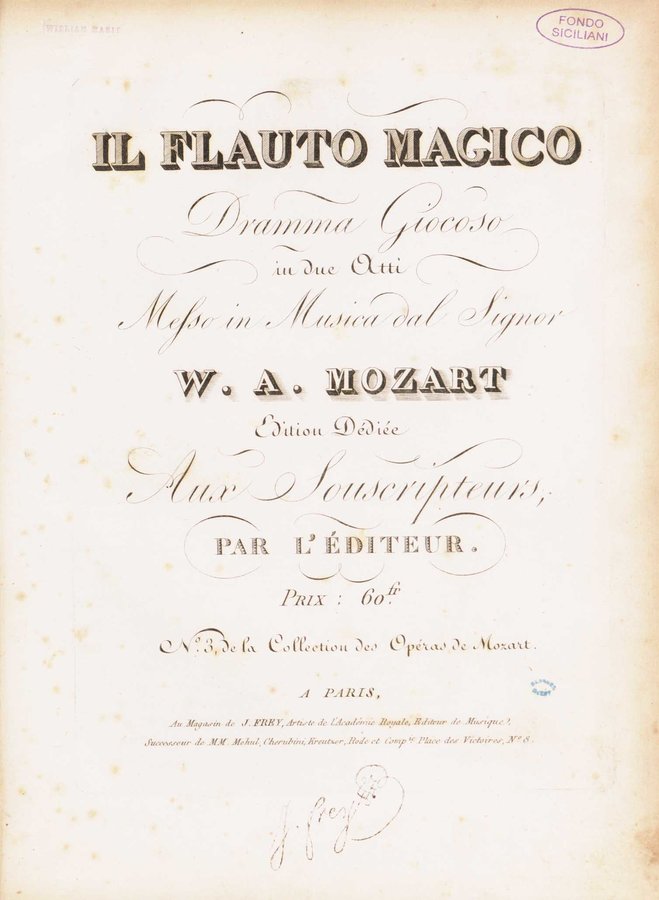 FONDO
SICILIANI
IL FLAUTO MAGICO
Dramma Giocoso
in due Atti
Messo in Musica dal Signor
W. A. MOZART
Edition Dédiée
Aux Souscripteurs,
PAR L'ÉDITEUR.
PRIX : 60.fr
N.o 3, de la Collection des Opéras de Mozart.
A PARIS,
Au Magasin de J. FREY, Artiste de l'Académie Royale, Editeur de Musique,
Successeur de MM. Mehul, Cherubini, Kreutzer, Rode et Comp.ie Place des Victoires, N.o 8.
J. Frey